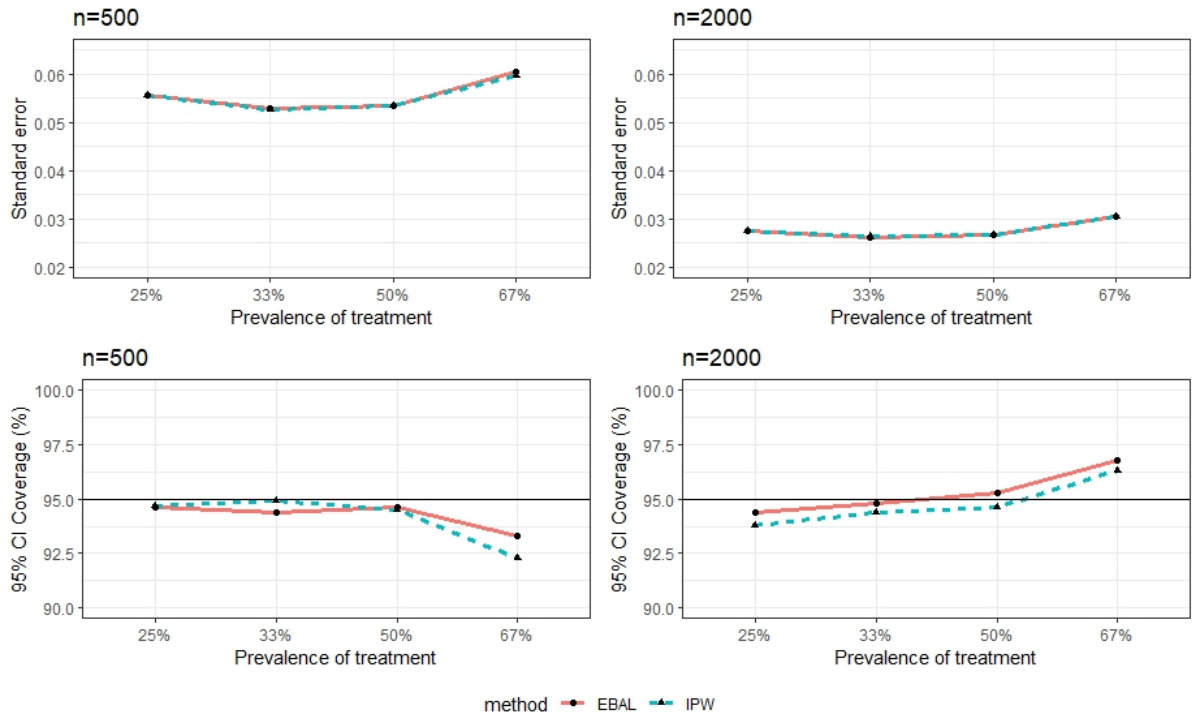 n=500
Standard error
0.06
0.05
0.04
0.03
0.02
25% 33% 50% 67%
Prevalence of treatment
n=2000
Standard error
0.06
0.05
0.04
0.03
0.02
25% 33% 50% 67%
Prevalence of treatment
n=500
95% CI Coverage (%)
100.0
97.5
95.0
92.5
90.0
25% 33% 50% 67%
Prevalence of treatment
n=2000
95% CI Coverage (%)
100.0
97.5
95.0
92.5
90.0
25% 33% 50% 67%
Prevalence of treatment
method EBAL IPW